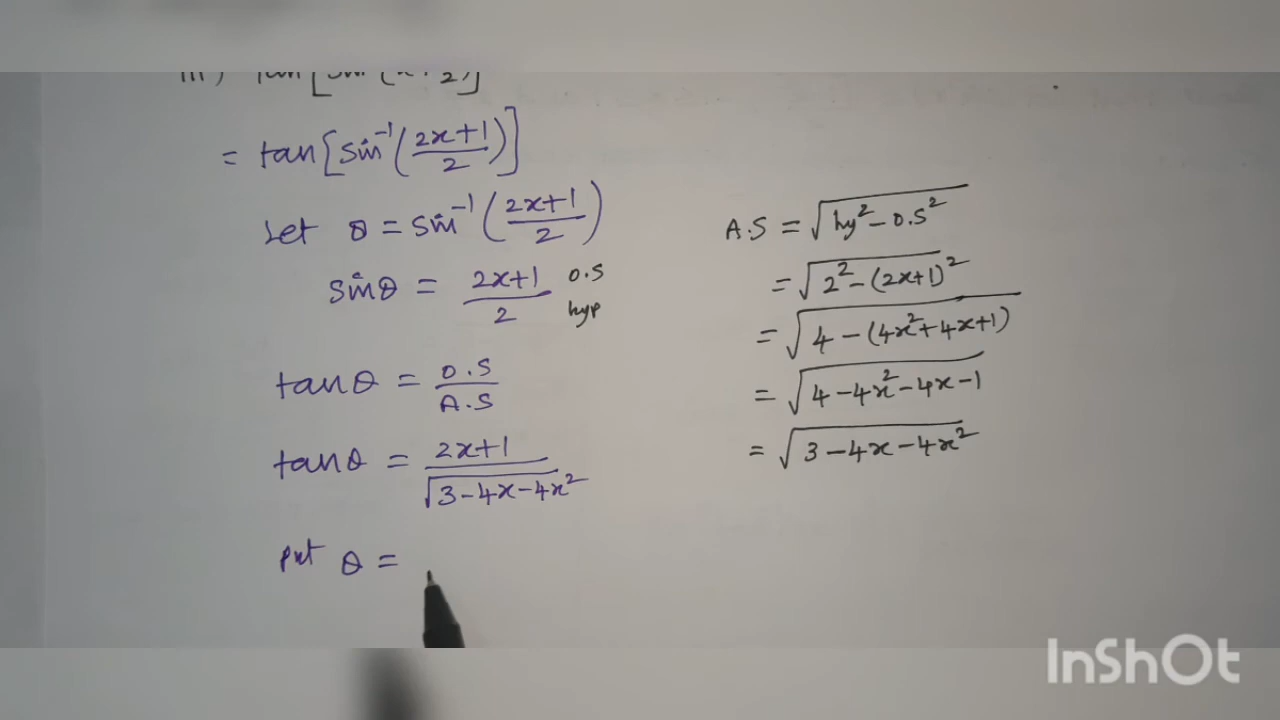 = tan[sin⁻¹((2x+1)/2)]
Let θ = sin⁻¹((2x+1)/2)
sinθ = (2x+1)/2 O.S hyp
tanθ = O.S/A.S
tanθ = (2x+1)/√(3-4x-4x²)
put θ =
A.S = √(hy² - O.S²)
= √(2² - (2x+1)²)
= √(4 - (4x²+4x+1))
= √(4-4x²-4x-1)
= √(3-4x-4x²)
InShOt